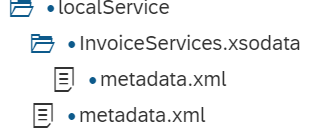 • localService
• InvoiceServices.xsodata
• metadata.xml
• metadata.xml